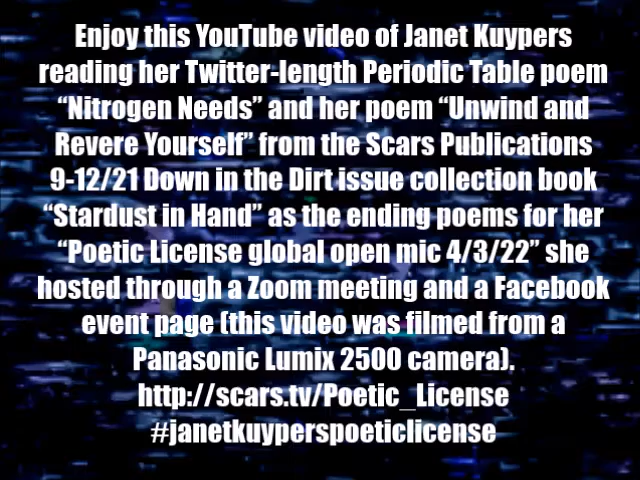 Enjoy this YouTube video of Janet Kuypers
reading her Twitter-length Periodic Table poem
“Nitrogen Needs” and her poem “Unwind and
Revere Yourself” from the Scars Publications
9-12/21 Down in the Dirt issue collection book
“Stardust in Hand” as the ending poems for her
“Poetic License global open mic 4/3/22” she
hosted through a Zoom meeting and a Facebook
event page (this video was filmed from a
Panasonic Lumix 2500 camera).
http://scars.tv/Poetic_License
#janetkuyperspoeticlicense